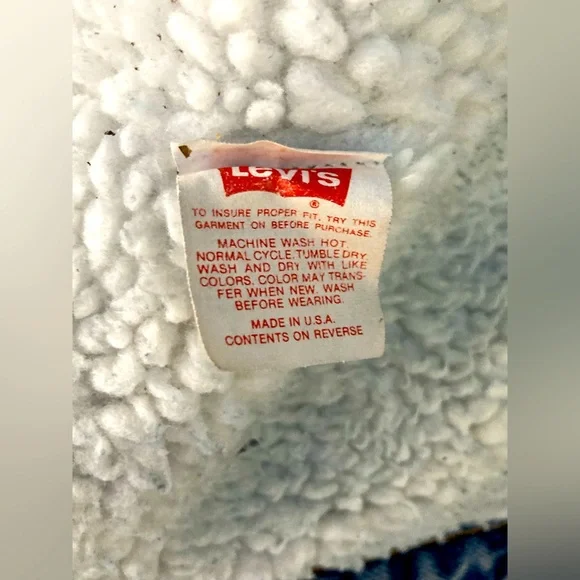 LEVI'S
®
TO INSURE PROPER FIT, TRY THIS
GARMENT ON BEFORE PURCHASE.
MACHINE WASH HOT.
NORMAL CYCLE. TUMBLE DRY
WASH AND DRY WITH LIKE
COLORS. COLOR MAY TRANS-
FER WHEN NEW. WASH
BEFORE WEARING.
MADE IN U.S.A.
CONTENTS ON REVERSE